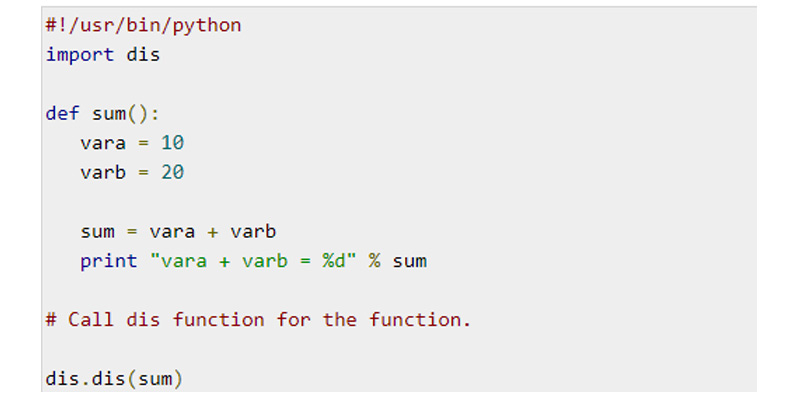 #!/usr/bin/python
import dis
def sum():
vara = 10
varb = 20
sum = vara + varb
print "vara + varb = %d" % sum
# Call dis function for the function.
dis.dis(sum)